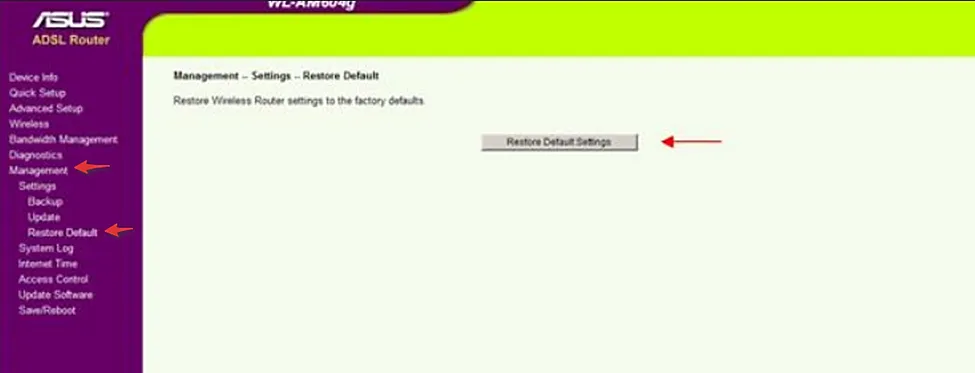 WL-AM604g
ASUS
ADSL Router
Device Info
Quick Setup
Advanced Setup
Wireless
Bandwidth Management
Diagnostics
Management
Settings
Backup
Update
Restore Default
System Log
Internet Time
Access Control
Update Software
Save/Reboot
Management -- Settings -- Restore Default
Restore Wireless Router settings to the factory defaults
Restore Default Settings